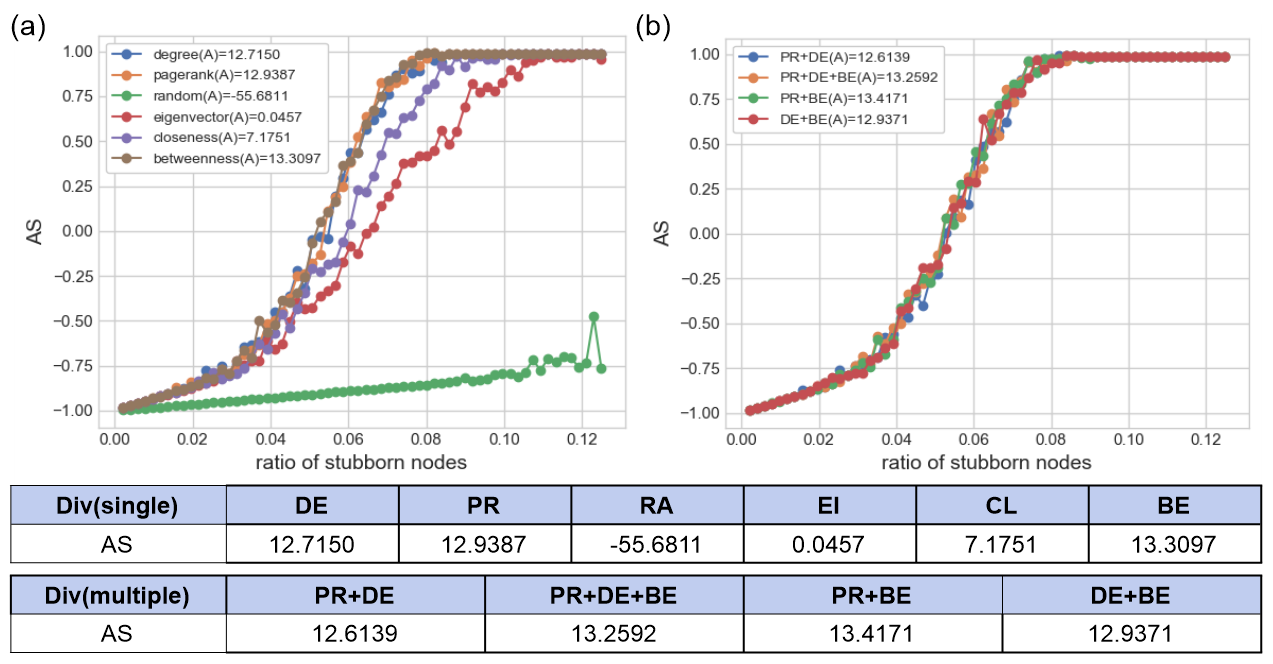 (a)
(b)
degree(A)=12.7150
pagerank(A)=12.9387
random(A)=-55.6811
eigenvector(A)=0.0457
closeness(A)=7.1751
betweenness(A)=13.3097
1.00
0.75
0.50
0.25
0.00
−0.25
−0.50
−0.75
−1.00
AS
0.00 0.02 0.04 0.06 0.08 0.10 0.12
ratio of stubborn nodes
PR+DE(A)=12.6139
PR+DE+BE(A)=13.2592
PR+BE(A)=13.4171
DE+BE(A)=12.9371
1.00
0.75
0.50
0.25
0.00
−0.25
−0.50
−0.75
−1.00
AS
0.00 0.02 0.04 0.06 0.08 0.10 0.12
ratio of stubborn nodes
Div(single) DE PR RA EI CL BE
AS 12.7150 12.9387 -55.6811 0.0457 7.1751 13.3097
Div(multiple) PR+DE PR+DE+BE PR+BE DE+BE
AS 12.6139 13.2592 13.4171 12.9371